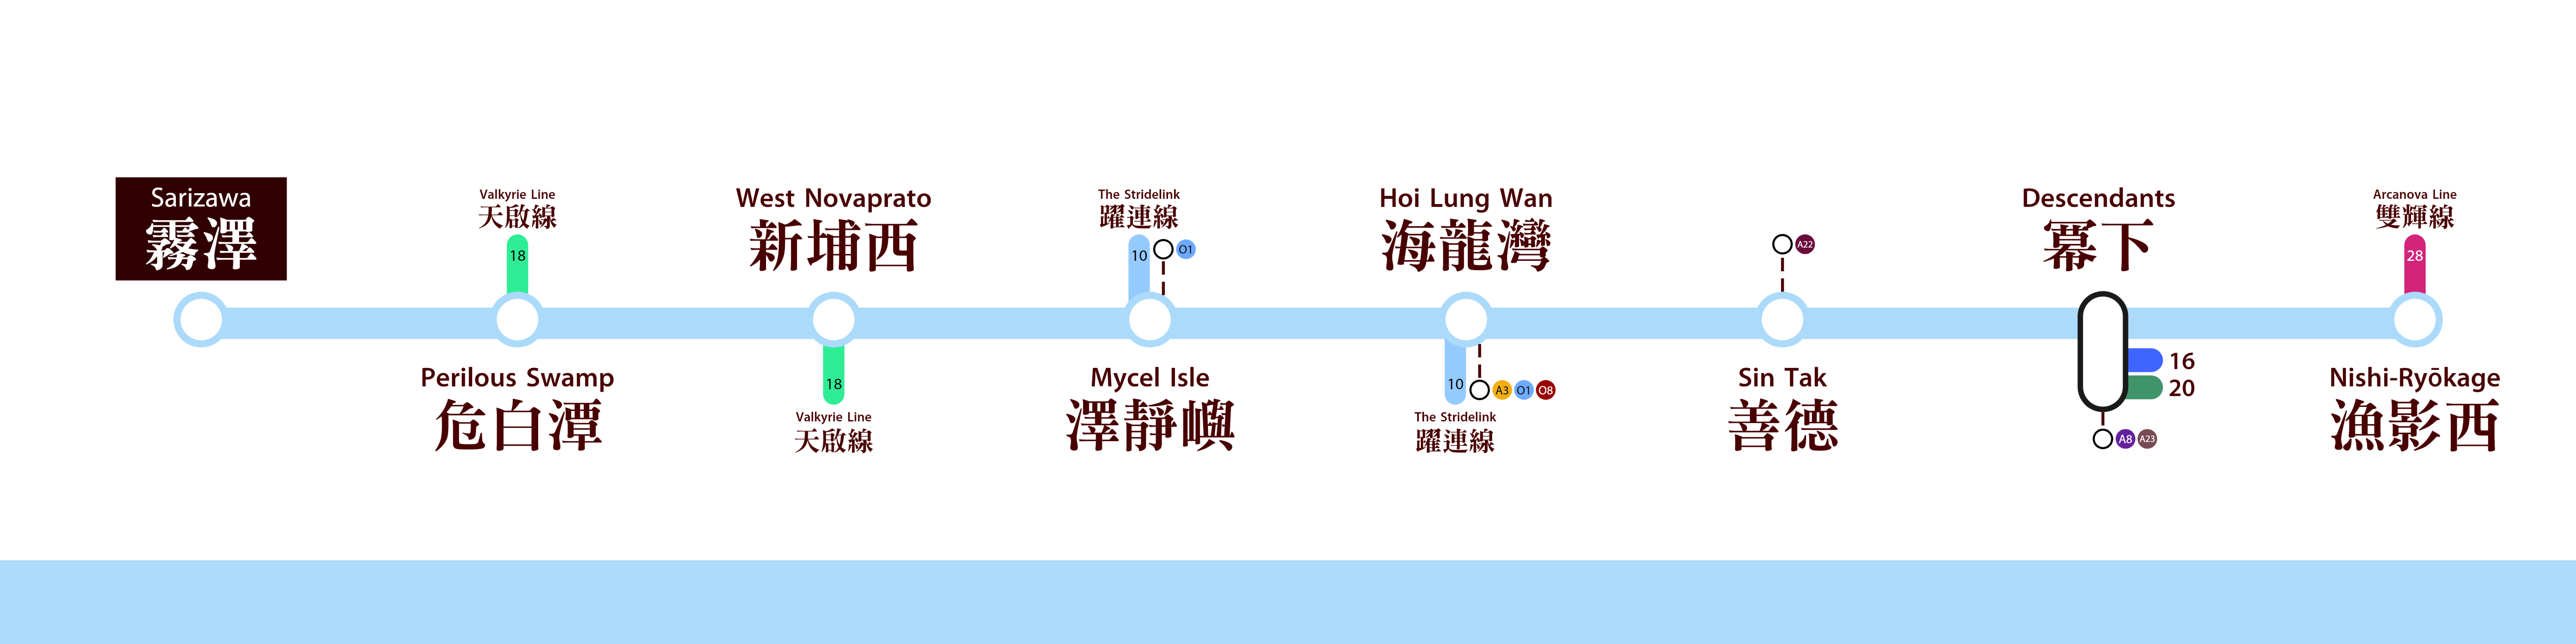 Sarizawa
霧澤
Valkyrie Line
天啟線
18
Perilous Swamp
危白潭
West Novaprato
新埔西
18
Valkyrie Line
天啟線
The Stridelink
躍連線
10
O1
Mycel Isle
澤靜嶼
Hoi Lung Wan
海龍灣
10
A3 O1 O8
The Stridelink
躍連線
A22
Sin Tak
善德
Descendants
冪下
16
20
A8 A23
Arcanova Line
雙輝線
28
Nishi-Ryōkage
漁影西